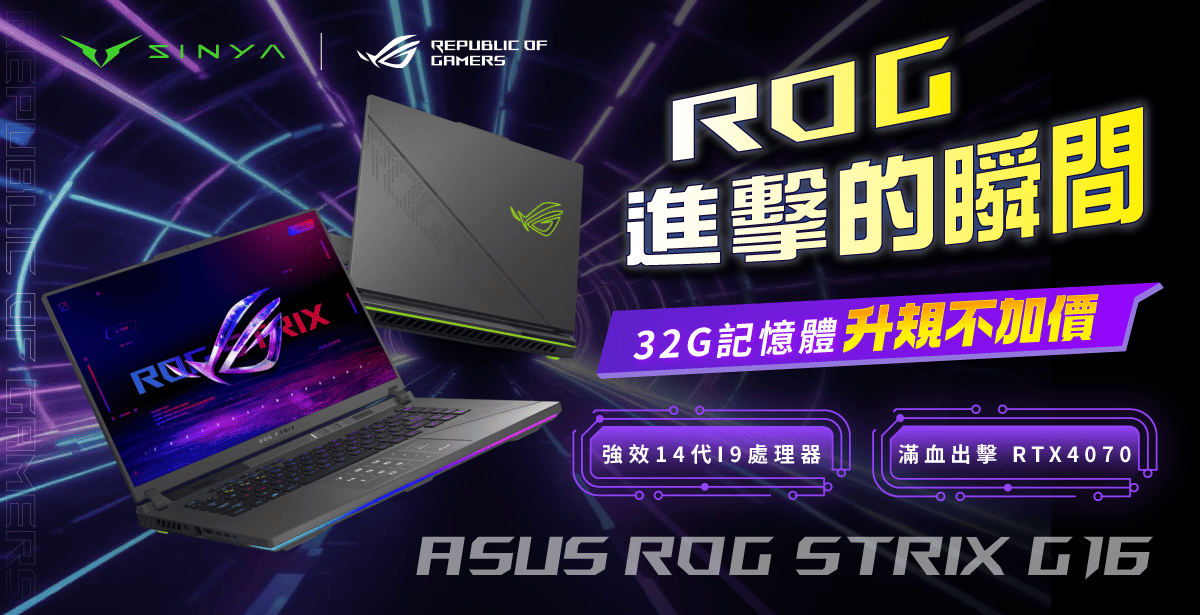 SINYA
REPUBLIC OF
GAMERS
ROG
進擊的瞬間
32G記憶體升規不加價
強效14代I9處理器
滿血出擊 RTX4070
ASUS ROG STRIX G16
REPUBLIC OF GAMERS
ROG STRIX
ROG STRIX